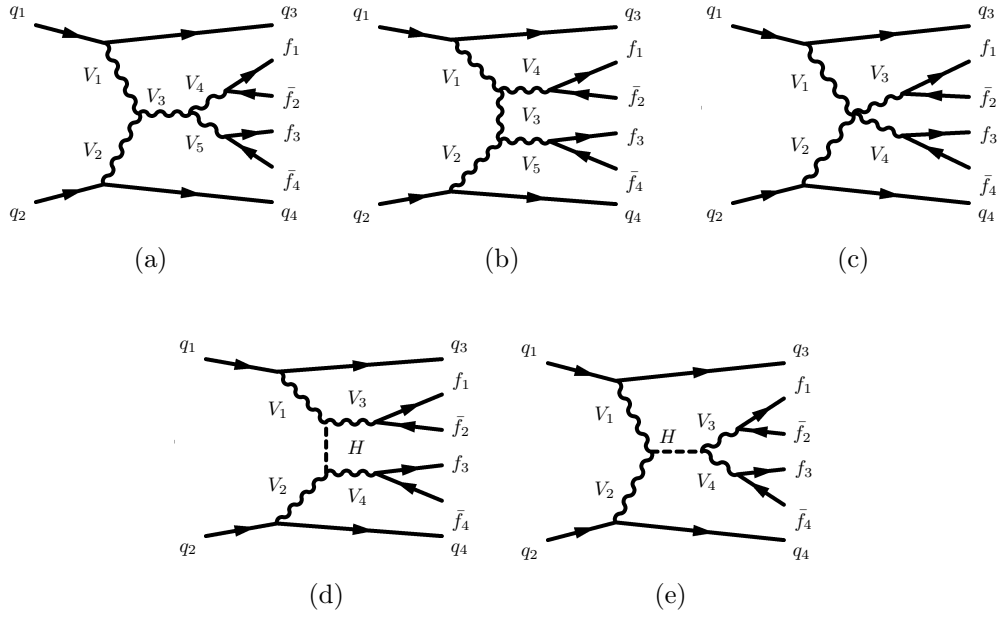 q₁ q₃ q₁ q₃ q₁ q₃
f₁ f₁ f₁
V₁ V₄ f̄₂ V₁ V₄ f̄₂ V₁ V₃ f̄₂
V₃ V₃
V₂ V₅ f₃ V₂ V₅ f₃ V₂ V₄ f₃
f̄₄ f̄₄ f̄₄
q₂ q₄ q₂ q₄ q₂ q₄
(a) (b) (c)
q₁ q₃ q₁ q₃
f₁ f₁
V₁ V₃ f̄₂ V₁ V₃ f̄₂
H H
V₂ V₄ f₃ V₂ V₄ f₃
f̄₄ f̄₄
q₂ q₄ q₂ q₄
(d) (e)